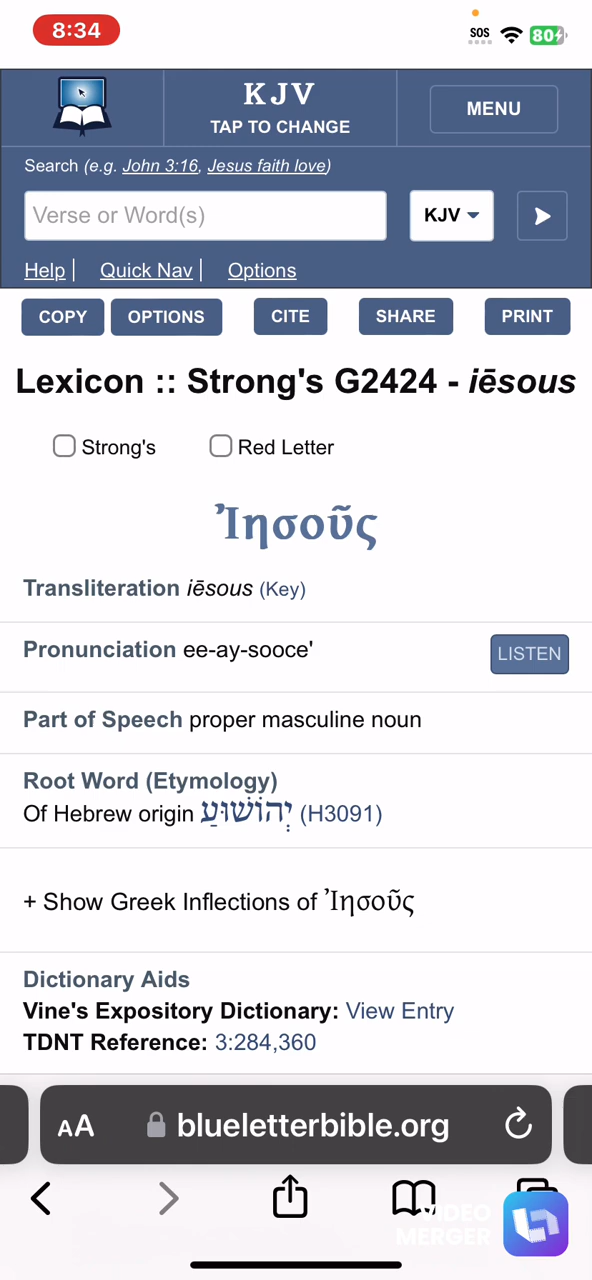 8:34
SOS
80
KJV
TAP TO CHANGE
MENU
Search (e.g. John 3:16, Jesus faith love)
Verse or Word(s)
KJV
Help | Quick Nav | Options
COPY OPTIONS CITE SHARE PRINT
Lexicon :: Strong's G2424 - iēsous
Strong's Red Letter
Ἰησοῦς
Transliteration iēsous (Key)
Pronunciation ee-ay-sooce' LISTEN
Part of Speech proper masculine noun
Root Word (Etymology)
Of Hebrew origin יְהוֹשׁוּעַ (H3091)
+ Show Greek Inflections of Ἰησοῦς
Dictionary Aids
Vine's Expository Dictionary: View Entry
TDNT Reference: 3:284,360
AA blueletterbible.org
VIDEO
MERGER